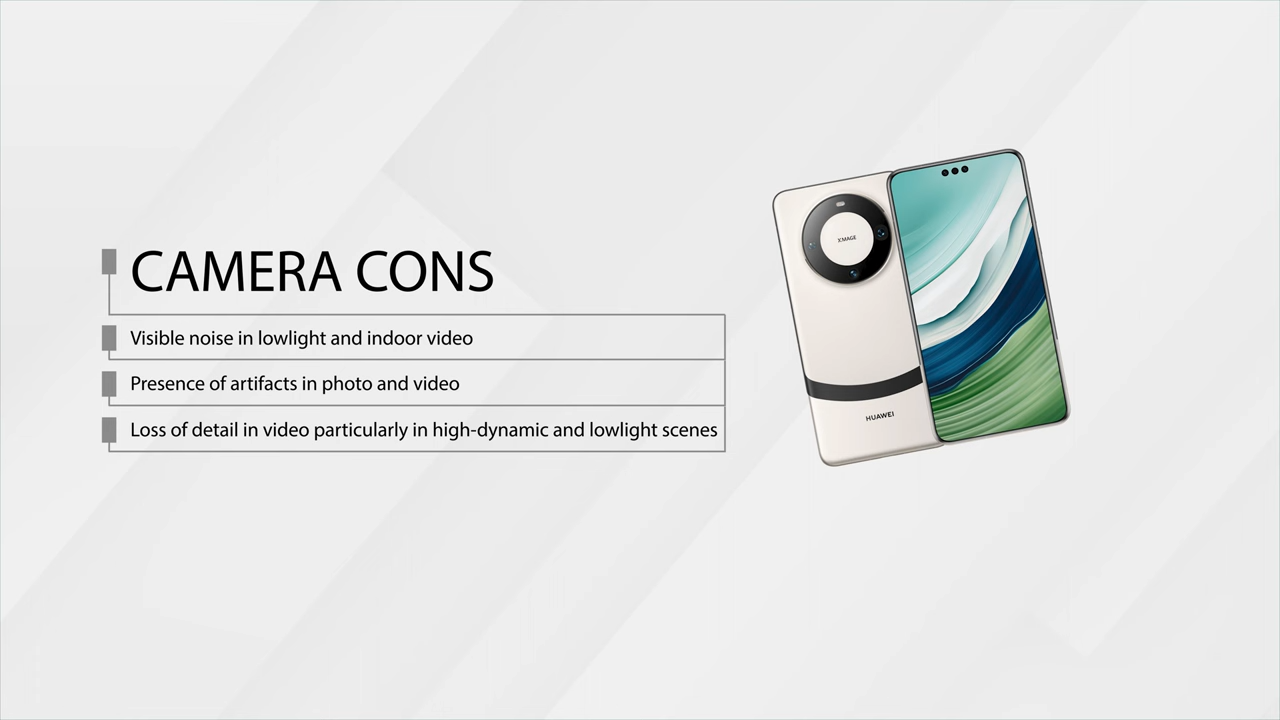 CAMERA CONS
Visible noise in lowlight and indoor video
Presence of artifacts in photo and video
Loss of detail in video particularly in high-dynamic and lowlight scenes
XMAGE
HUAWEI